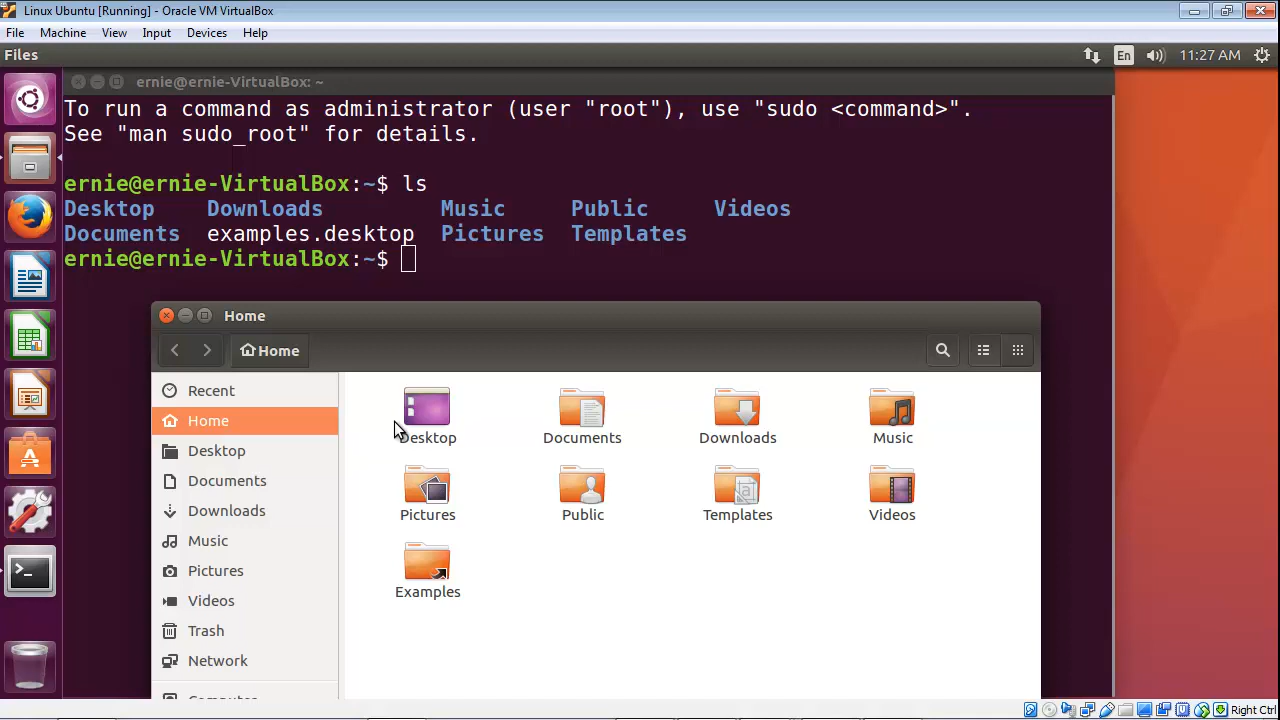 Linux Ubuntu [Running] - Oracle VM VirtualBox
File Machine View Input Devices Help
Files En 11:27 AM
ernie@ernie-VirtualBox: ~
To run a command as administrator (user "root"), use "sudo <command>".
See "man sudo_root" for details.
ernie@ernie-VirtualBox:~$ ls
Desktop Downloads Music Public Videos
Documents examples.desktop Pictures Templates
ernie@ernie-VirtualBox:~$
Home
Home
Recent
Home
Desktop
Documents
Downloads
Music
Pictures
Videos
Trash
Network
Computer
Desktop Documents Downloads Music
Pictures Public Templates Videos
Examples
Right Ctrl